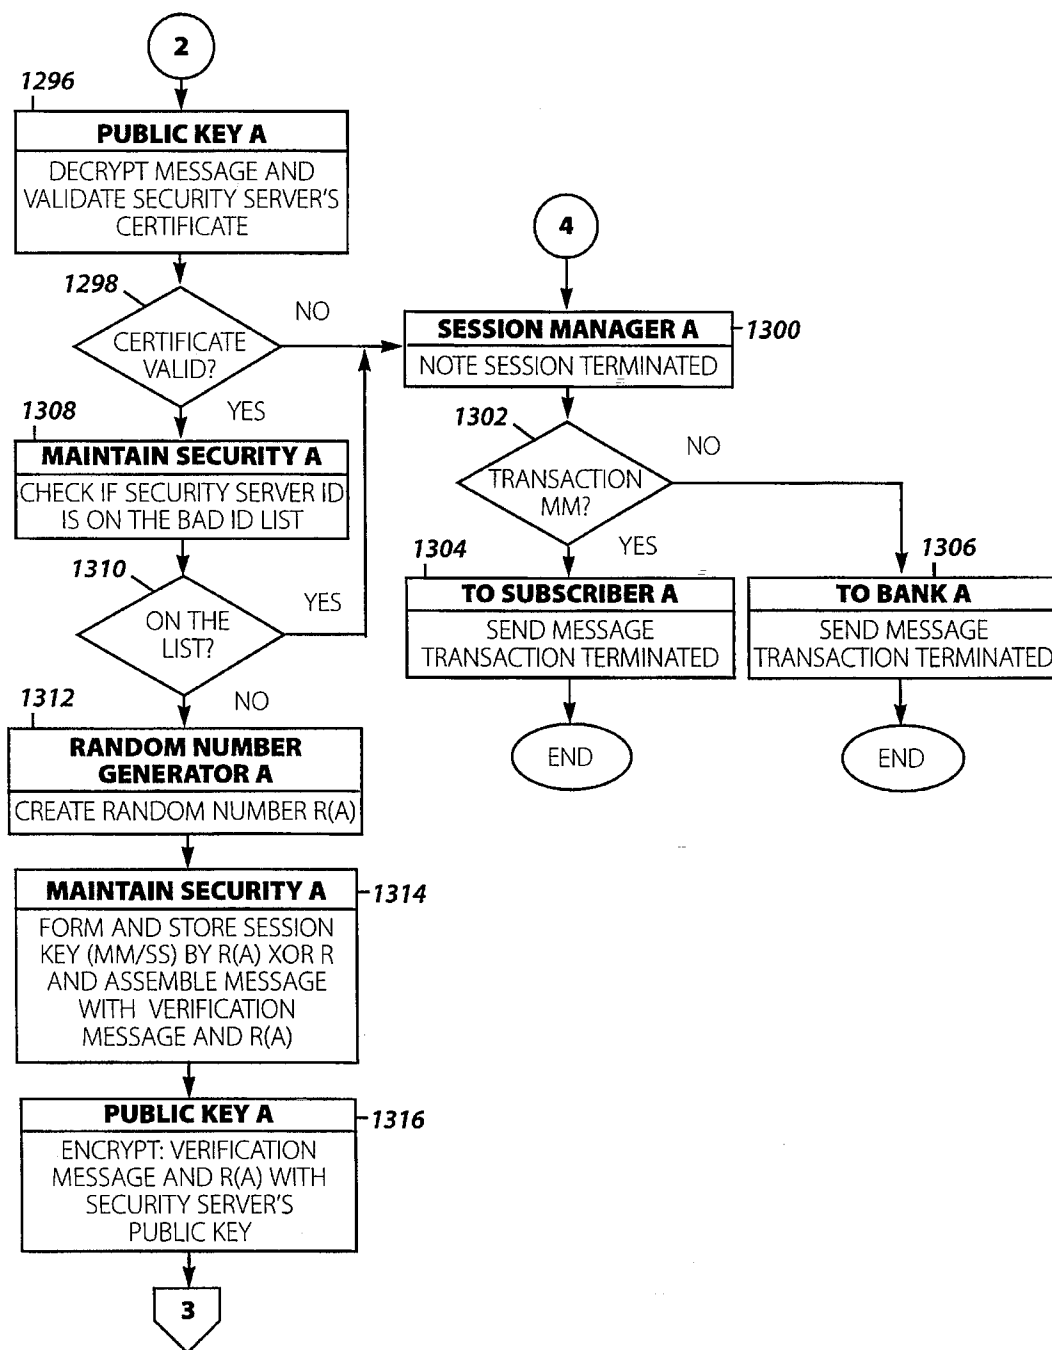 2
1296
PUBLIC KEY A
DECRYPT MESSAGE AND
VALIDATE SECURITY SERVER'S
CERTIFICATE
1298
CERTIFICATE
VALID?
NO
YES
1308
MAINTAIN SECURITY A
CHECK IF SECURITY SERVER ID
IS ON THE BAD ID LIST
1310
ON THE
LIST?
YES
NO
1312
RANDOM NUMBER
GENERATOR A
CREATE RANDOM NUMBER R(A)
MAINTAIN SECURITY A
1314
FORM AND STORE SESSION
KEY (MM/SS) BY R(A) XOR R
AND ASSEMBLE MESSAGE
WITH VERIFICATION
MESSAGE AND R(A)
PUBLIC KEY A
1316
ENCRYPT: VERIFICATION
MESSAGE AND R(A) WITH
SECURITY SERVER'S
PUBLIC KEY
3
4
SESSION MANAGER A
1300
NOTE SESSION TERMINATED
1302
TRANSACTION
MM?
NO
YES
1304
TO SUBSCRIBER A
SEND MESSAGE
TRANSACTION TERMINATED
END
1306
TO BANK A
SEND MESSAGE
TRANSACTION TERMINATED
END